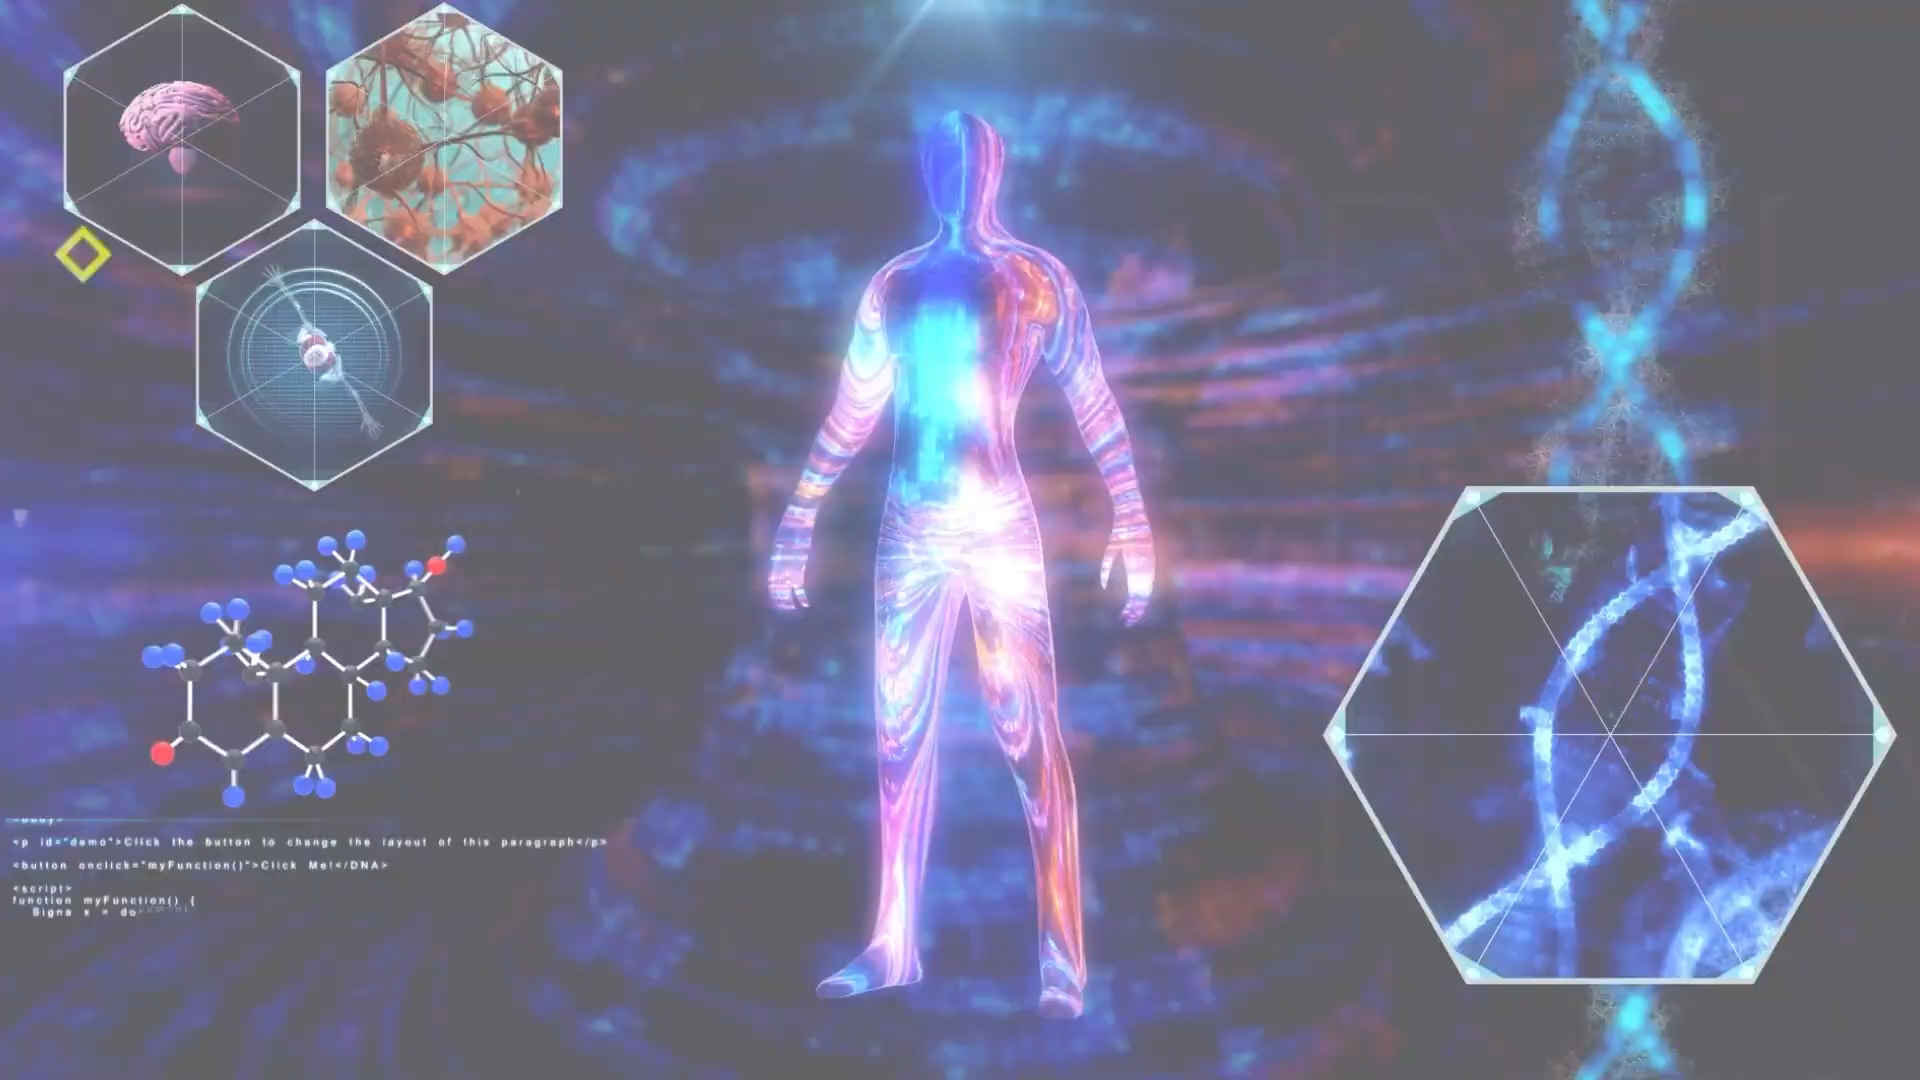 <body>
<p id="demo">Click the button to change the layout of this paragraph</p>
<button onclick="myFunction()">Click Me!</DNA>
<script>
function myFunction() {
Signa x = do